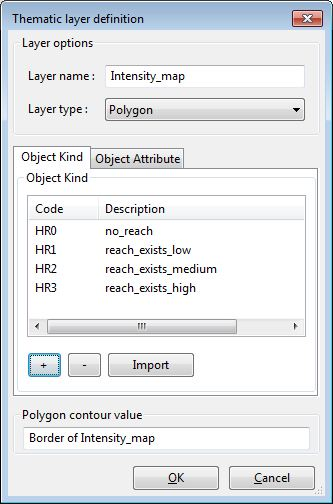 Thematic layer definition
Layer options
Layer name : Intensity_map
Layer type : Polygon
Object Kind Object Attribute
Object Kind
Code Description
HR0 no_reach
HR1 reach_exists_low
HR2 reach_exists_medium
HR3 reach_exists_high
+ - Import
Polygon contour value
Border of Intensity_map
OK Cancel